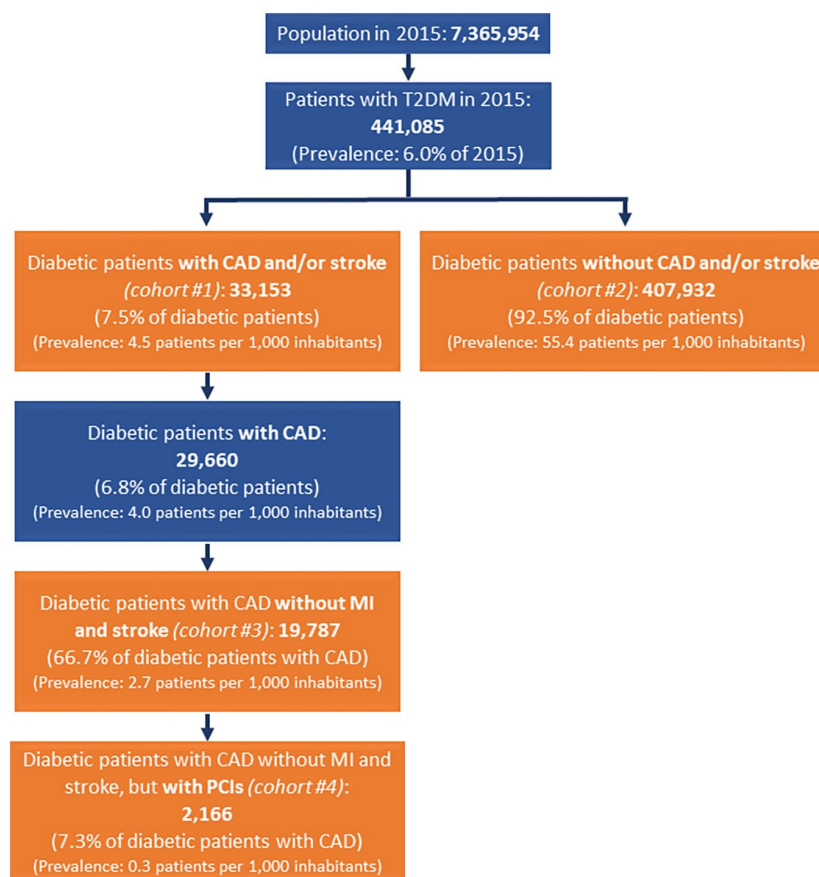 Population in 2015: 7,365,954
Patients with T2DM in 2015:
441,085
(Prevalence: 6.0% of 2015)
Diabetic patients with CAD and/or stroke
(cohort #1): 33,153
(7.5% of diabetic patients)
(Prevalence: 4.5 patients per 1,000 inhabitants)
Diabetic patients without CAD and/or stroke
(cohort #2): 407,932
(92.5% of diabetic patients)
(Prevalence: 55.4 patients per 1,000 inhabitants)
Diabetic patients with CAD:
29,660
(6.8% of diabetic patients)
(Prevalence: 4.0 patients per 1,000 inhabitants)
Diabetic patients with CAD without MI
and stroke (cohort #3): 19,787
(66.7% of diabetic patients with CAD)
(Prevalence: 2.7 patients per 1,000 inhabitants)
Diabetic patients with CAD without MI and
stroke, but with PCIs (cohort #4):
2,166
(7.3% of diabetic patients with CAD)
(Prevalence: 0.3 patients per 1,000 inhabitants)